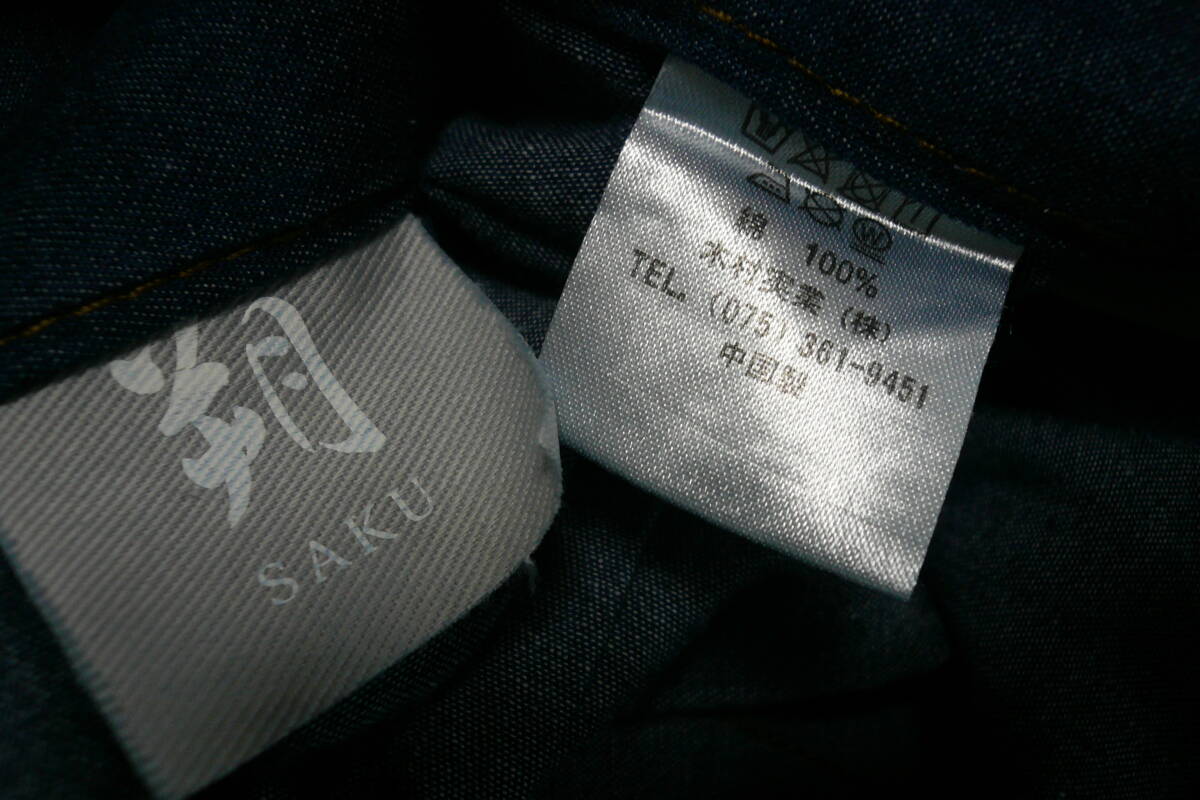 朔
SAKU
綿 100%
木村実業(株)
TEL. (075) 361-9451
中国製